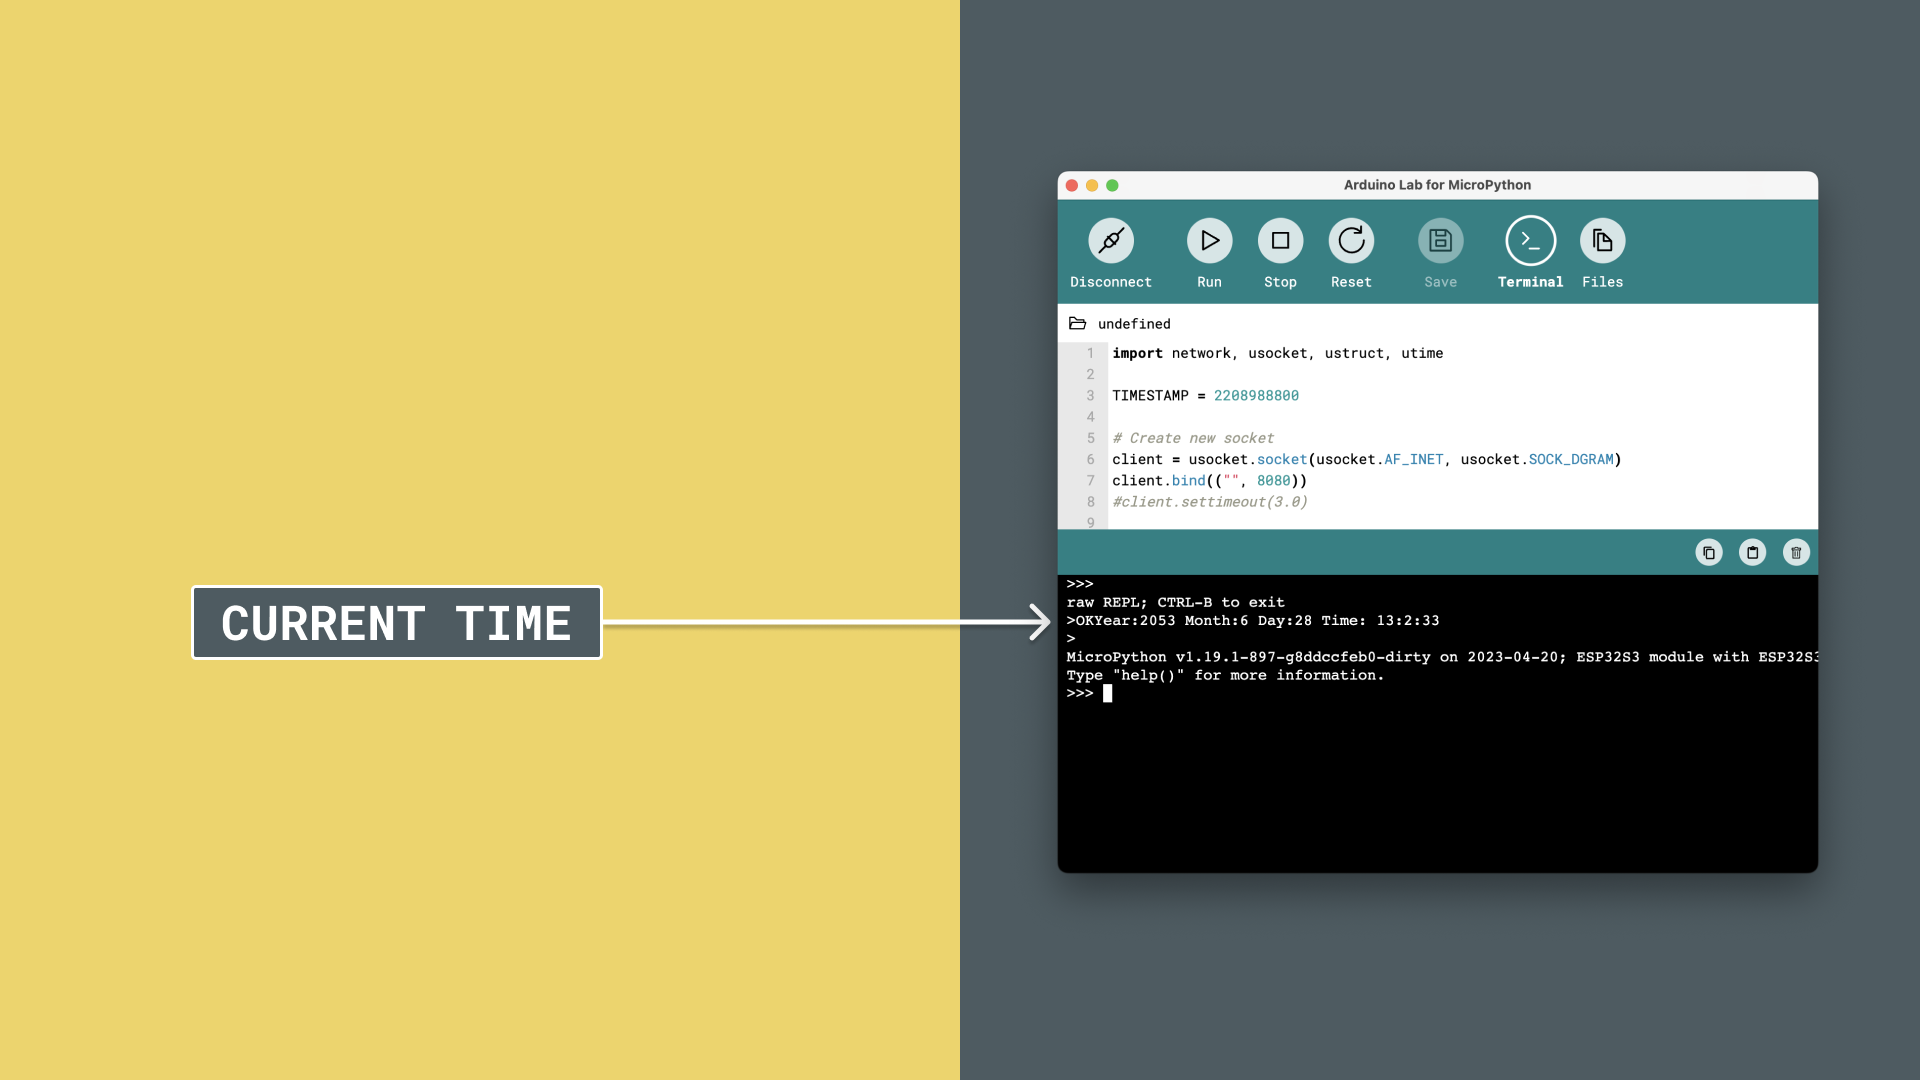 CURRENT TIME
Arduino Lab for MicroPython
Disconnect Run Stop Reset Save Terminal Files
undefined
1 import network, usocket, ustruct, utime
2
3 TIMESTAMP = 2208988800
4
5 # Create new socket
6 client = usocket.socket(usocket.AF_INET, usocket.SOCK_DGRAM)
7 client.bind(("", 8080))
8 #client.settimeout(3.0)
9
>>>
raw REPL; CTRL-B to exit
>OKYear:2053 Month:6 Day:28 Time: 13:2:33
>
MicroPython v1.19.1-897-g8ddccfeb0-dirty on 2023-04-20; ESP32S3 module with ESP32S3
Type "help()" for more information.
>>>